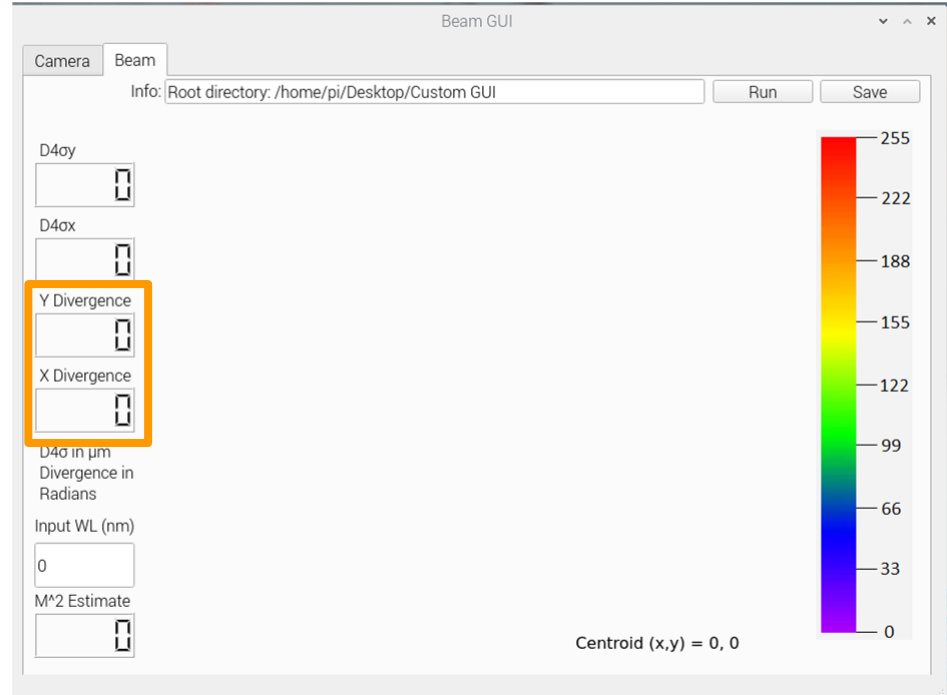 Beam GUI
Camera
Beam
Info:
Root directory: /home/pi/Desktop/Custom GUI
Run
Save
D4σy
0
D4σx
0
Y Divergence
0
X Divergence
0
D4σ in μm
Divergence in
Radians
Input WL (nm)
0
M^2 Estimate
0
255
222
188
155
122
99
66
33
0
Centroid (x,y) = 0, 0